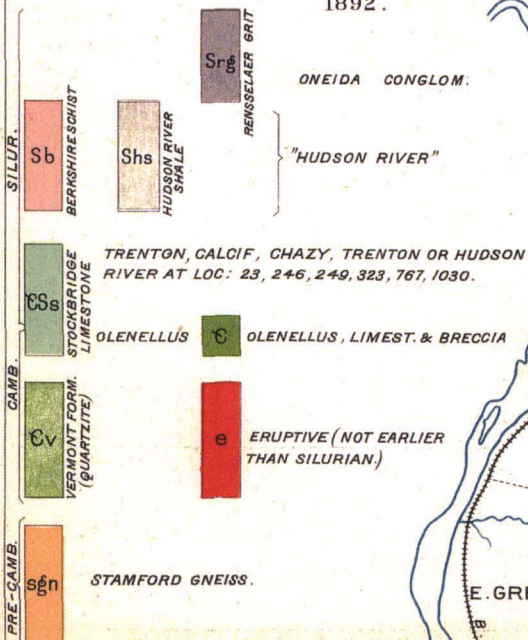 1892.
Srg
RENSSELAER GRIT
ONEIDA CONGLOM.
SILUR.
Sb
BERKSHIRE SCHIST
Shs
HUDSON RIVER
SHALE
"HUDSON RIVER"
ЄSs
STOCKBRIDGE
LIMESTONE
TRENTON, CALCIF, CHAZY, TRENTON OR HUDSON
RIVER AT LOC: 23, 246, 249, 323, 767, 1030.
OLENELLUS
Є
OLENELLUS, LIMEST. & BRECCIA
CAMB.
Єv
VERMONT FORM.
(QUARTZITE)
e
ERUPTIVE (NOT EARLIER
THAN SILURIAN.)
PRE-CAMB.
sgn
STAMFORD GNEISS.
E. GRE